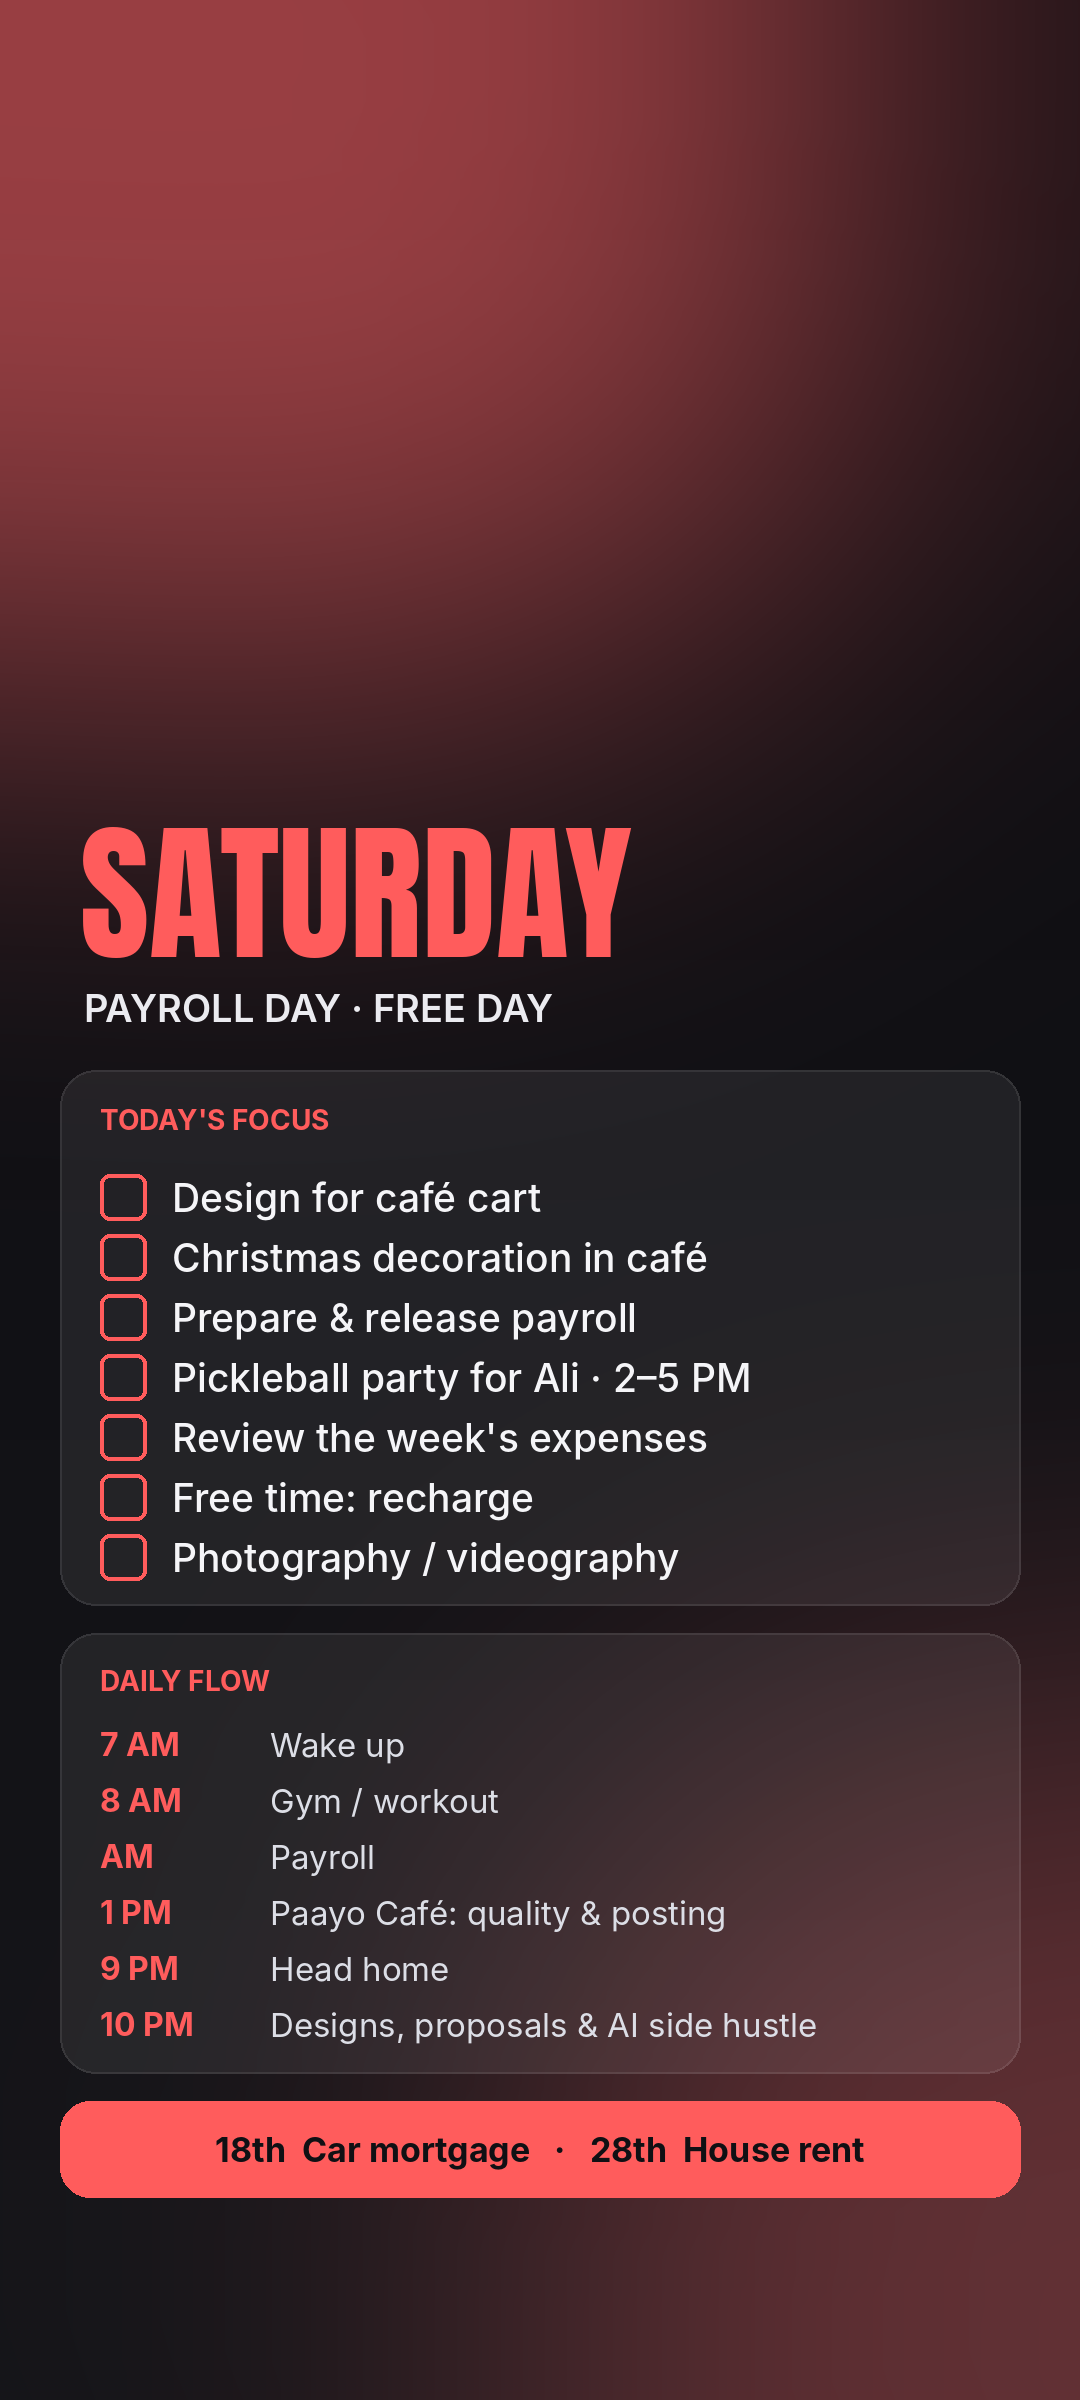 SATURDAY
PAYROLL DAY · FREE DAY
TODAY'S FOCUS
Design for café cart
Christmas decoration in café
Prepare & release payroll
Pickleball party for Ali · 2–5 PM
Review the week's expenses
Free time: recharge
Photography / videography
DAILY FLOW
7 AM Wake up
8 AM Gym / workout
AM Payroll
1 PM Paayo Café: quality & posting
9 PM Head home
10 PM Designs, proposals & AI side hustle
18th Car mortgage · 28th House rent